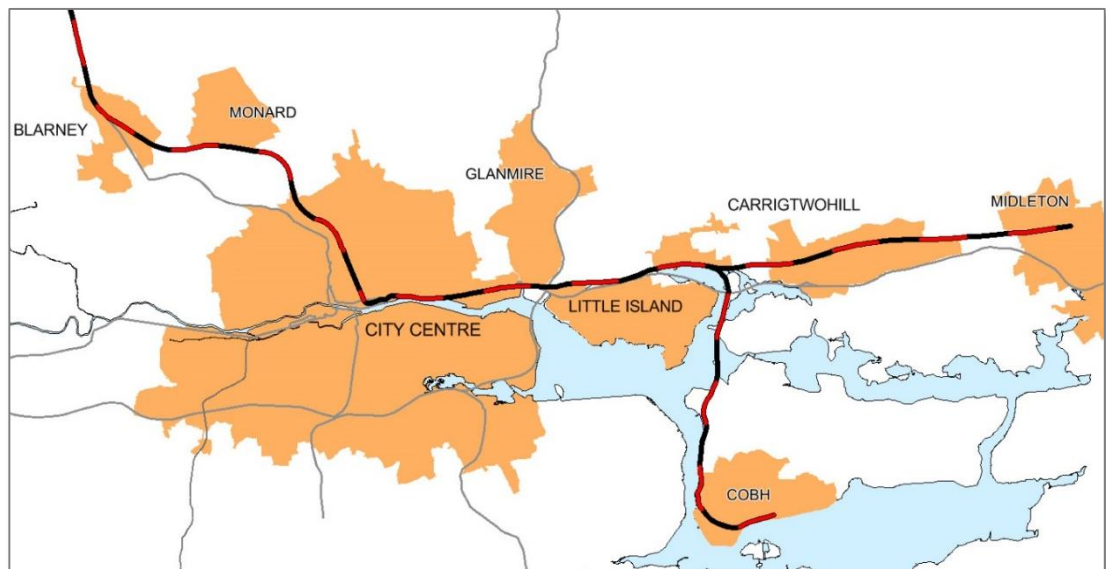 MONARD
BLARNEY
GLANMIRE
CARRIGTWOHILL
MIDLETON
LITTLE ISLAND
CITY CENTRE
COBH